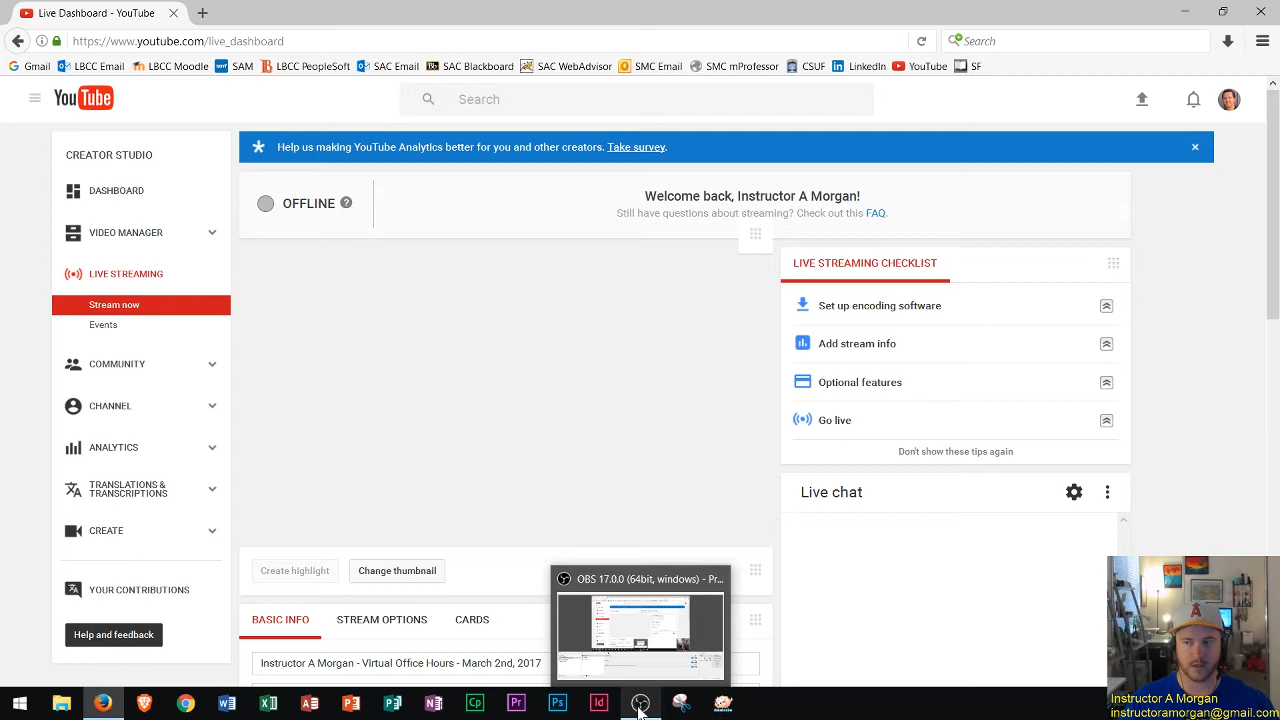 Live Dashboard - YouTube
https://www.youtube.com/live_dashboard
Search
Gmail LBCC Email LBCC Moodle SAM LBCC PeopleSoft SAC Email SAC Blackboard SAC WebAdvisor SMC Email SMC mProfessor CSUF LinkedIn YouTube SF
YouTube
Search
CREATOR STUDIO
DASHBOARD
VIDEO MANAGER
LIVE STREAMING
Stream now
Events
COMMUNITY
CHANNEL
ANALYTICS
TRANSLATIONS &
TRANSCRIPTIONS
CREATE
YOUR CONTRIBUTIONS
Help and feedback
Help us making YouTube Analytics better for you and other creators. Take survey.
OFFLINE
Welcome back, Instructor A Morgan!
Still have questions about streaming? Check out this FAQ.
LIVE STREAMING CHECKLIST
Set up encoding software
Add stream info
Optional features
Go live
Don't show these tips again
Live chat
Create highlight Change thumbnail
OBS 17.0.0 (64bit, windows) - Pr...
BASIC INFO STREAM OPTIONS CARDS
Instructor A Morgan - Virtual Office Hours - March 2nd, 2017
Instructor A Morgan
instructoramorgan@gmail.com